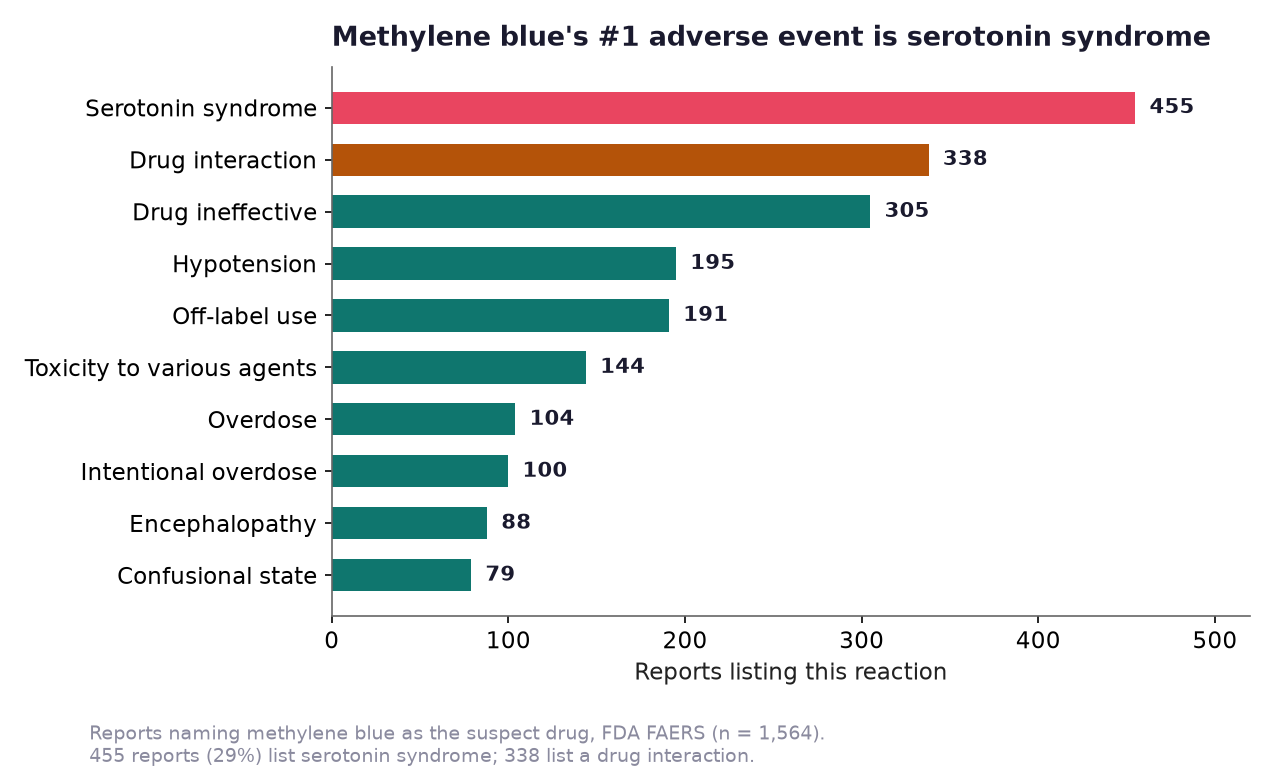 Methylene blue's #1 adverse event is serotonin syndrome
Serotonin syndrome 455
Drug interaction 338
Drug ineffective 305
Hypotension 195
Off-label use 191
Toxicity to various agents 144
Overdose 104
Intentional overdose 100
Encephalopathy 88
Confusional state 79
0 100 200 300 400 500
Reports listing this reaction
Reports naming methylene blue as the suspect drug, FDA FAERS (n = 1,564).
455 reports (29%) list serotonin syndrome; 338 list a drug interaction.